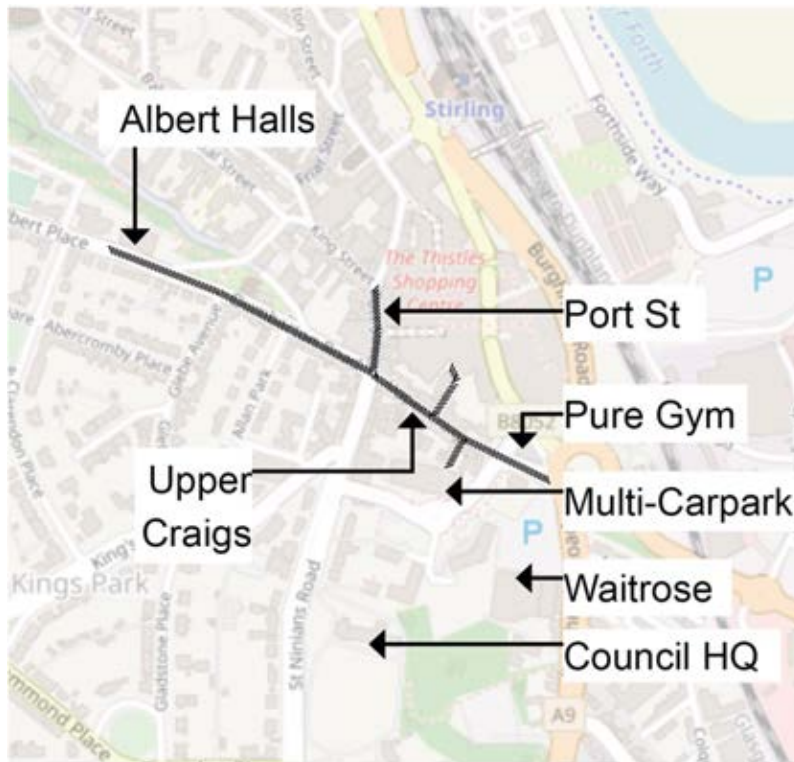 Albert Halls
Stirling
Forthside Way
Friar Street
King Street
The Thistles
Shopping
Centre
P
Port St
Road
Abercromby Place
Glebe Avenue
Allan Park
B8052
Pure Gym
Upper
Craigs
Multi-Carpark
P
Clarendon Place
King's
Kings Park
Waitrose
St Ninians Road
Gladstone Place
Council HQ
A9